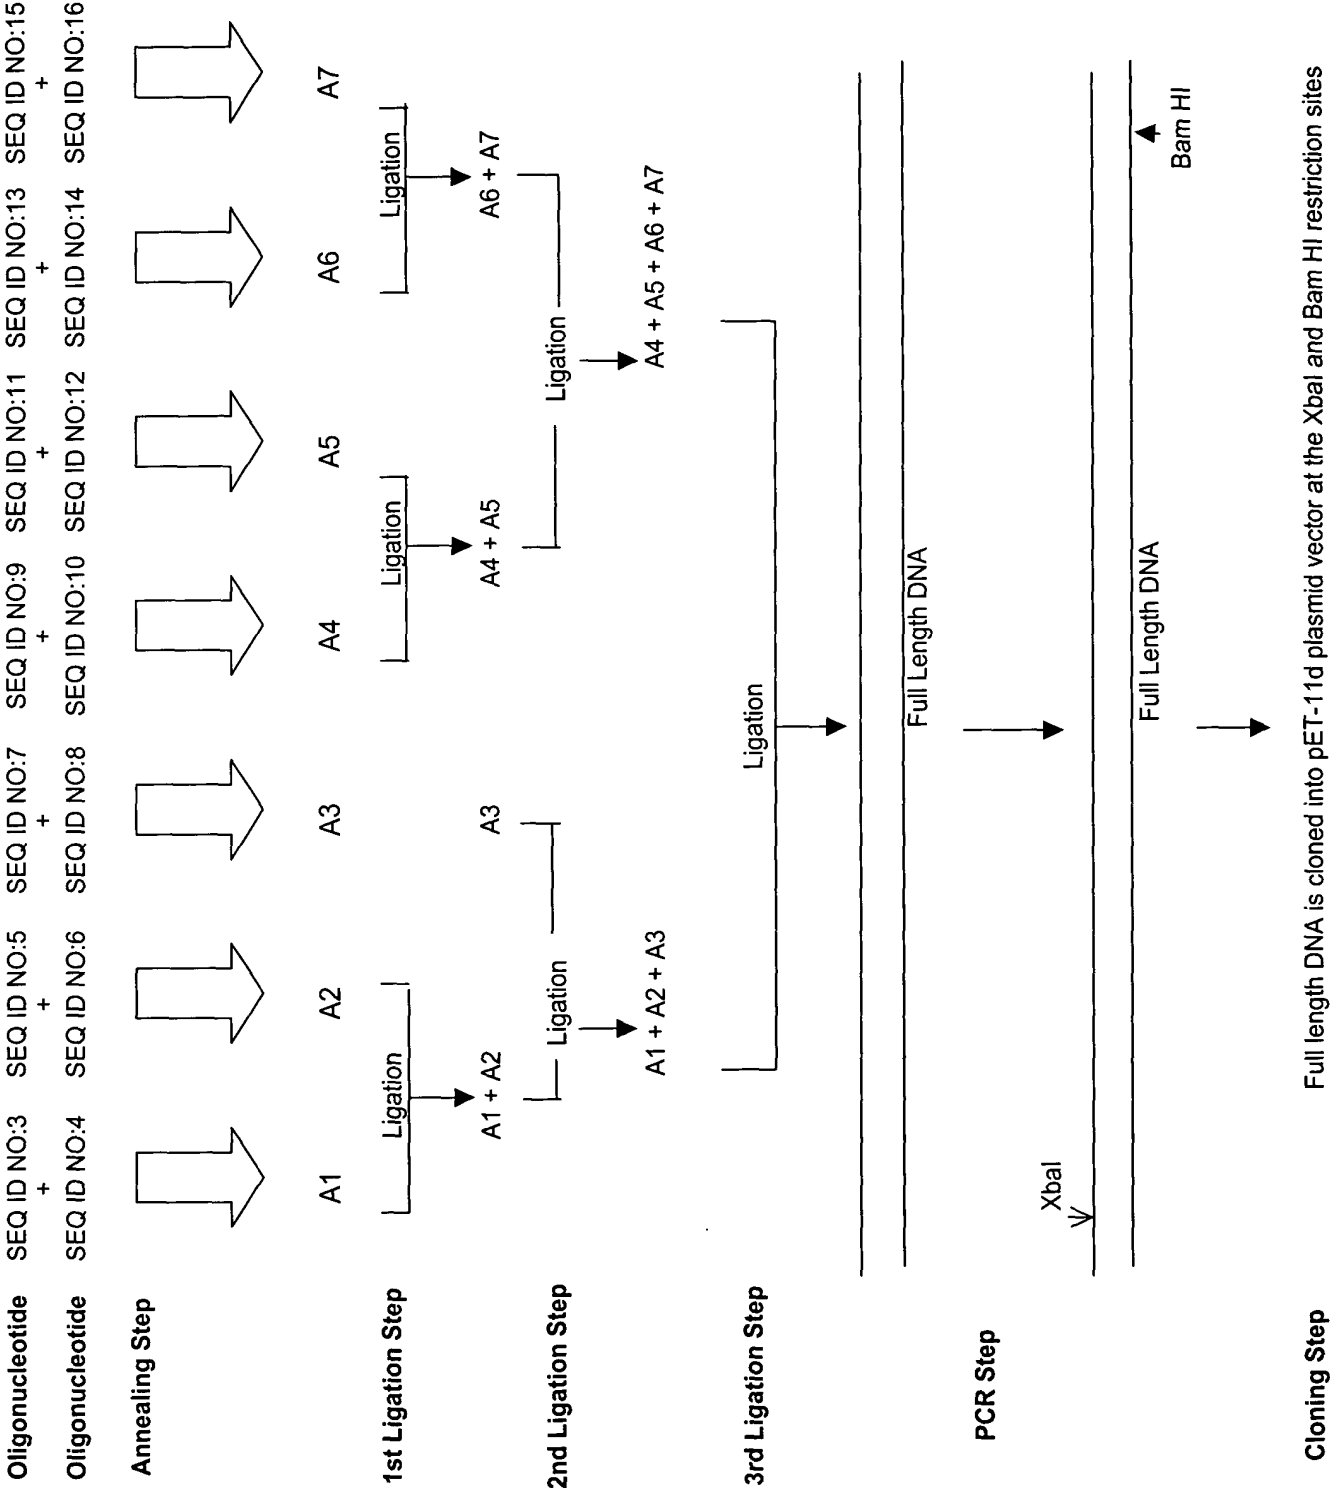 Oligonucleotide SEQ ID NO:3 SEQ ID NO:5 SEQ ID NO:7 SEQ ID NO:9 SEQ ID NO:11 SEQ ID NO:13 SEQ ID NO:15
+ + + + + + +
Oligonucleotide SEQ ID NO:4 SEQ ID NO:6 SEQ ID NO:8 SEQ ID NO:10 SEQ ID NO:12 SEQ ID NO:14 SEQ ID NO:16
Annealing Step
A1 A2 A3 A4 A5 A6 A7
1st Ligation Step Ligation Ligation Ligation
A1 + A2 A3 A4 + A5 A6 + A7
2nd Ligation Step Ligation Ligation
A1 + A2 + A3 A4 + A5 + A6 + A7
3rd Ligation Step Ligation
Full Length DNA
PCR Step
XbaI
Full Length DNA
Bam HI
Cloning Step Full length DNA is cloned into pET-11d plasmid vector at the XbaI and Bam HI restriction sites